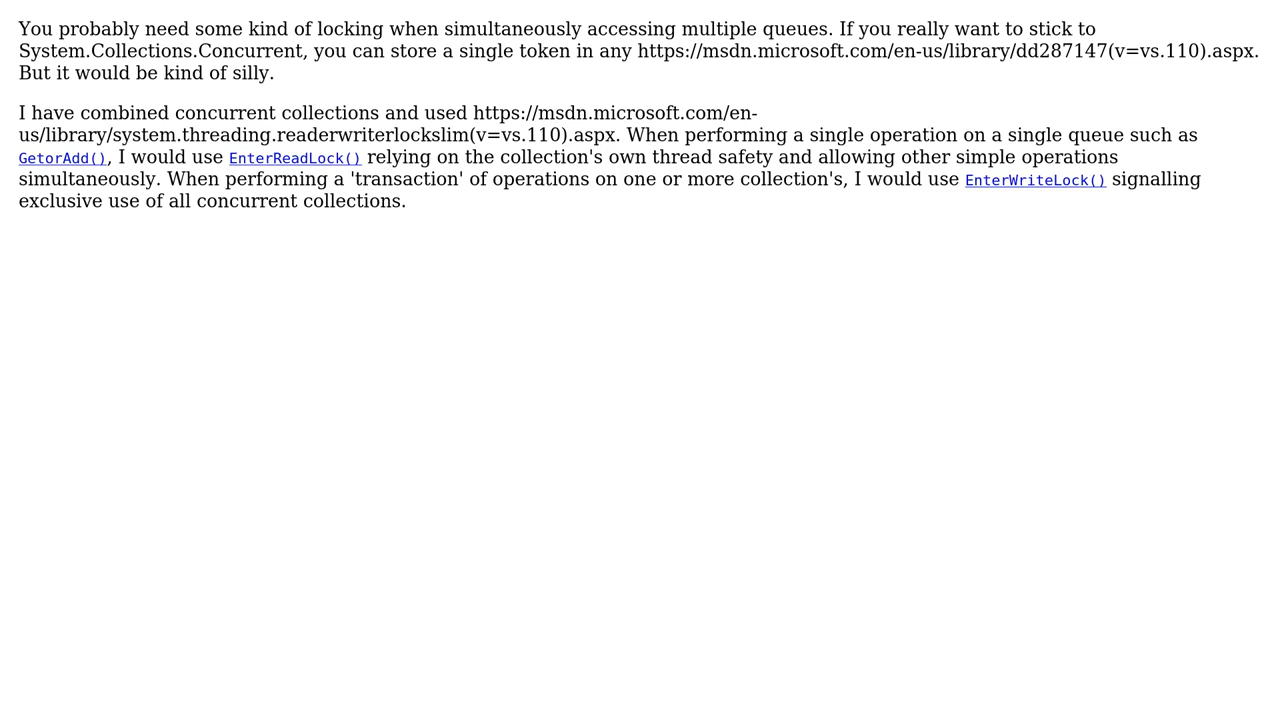 You probably need some kind of locking when simultaneously accessing multiple queues. If you really want to stick to
System.Collections.Concurrent, you can store a single token in any https://msdn.microsoft.com/en-us/library/dd287147(v=vs.110).aspx.
But it would be kind of silly.
I have combined concurrent collections and used https://msdn.microsoft.com/en-
us/library/system.threading.readerwriterlockslim(v=vs.110).aspx. When performing a single operation on a single queue such as
GetorAdd(), I would use EnterReadLock() relying on the collection's own thread safety and allowing other simple operations
simultaneously. When performing a 'transaction' of operations on one or more collection's, I would use EnterWriteLock() signalling
exclusive use of all concurrent collections.